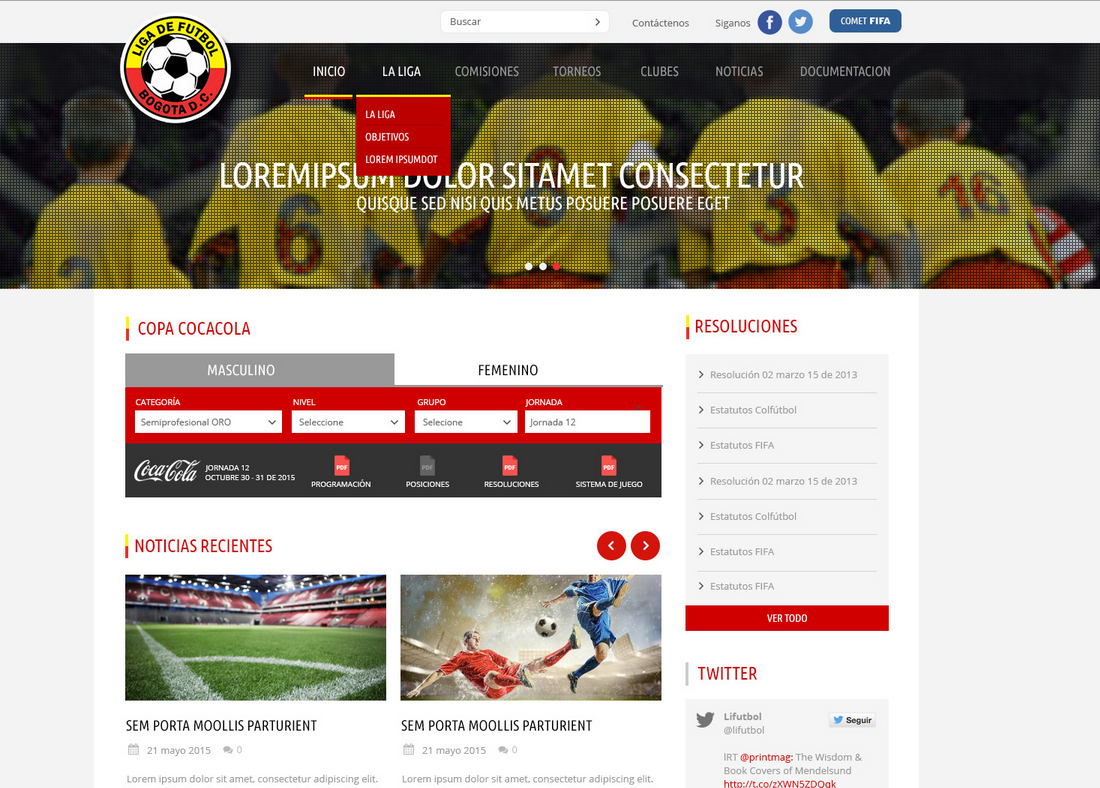 Buscar
Contáctenos
Siganos
COMET FIFA
LIGA DE FUTBOL
BOGOTA D.C.
INICIO
LA LIGA
COMISIONES
TORNEOS
CLUBES
NOTICIAS
DOCUMENTACION
LA LIGA
OBJETIVOS
LOREM IPSUMDOT
LOREMIPSUM DOLOR SITAMET CONSECTETUR
QUISQUE SED NISI QUIS METUS POSUERE POSUERE EGET
6
3
16
COPA COCACOLA
MASCULINO
FEMENINO
CATEGORÍA
NIVEL
GRUPO
JORNADA
Semiprofesional ORO
Seleccione
Selecione
Jornada 12
Coca-Cola
JORNADA 12
OCTUBRE 30 - 31 DE 2015
PDF
PROGRAMACIÓN
PDF
POSICIONES
PDF
RESOLUCIONES
PDF
SISTEMA DE JUEGO
NOTICIAS RECIENTES
SEM PORTA MOOLLIS PARTURIENT
21 mayo 2015
0
Lorem ipsum dolor sit amet, consectetur adipiscing elit.
SEM PORTA MOOLLIS PARTURIENT
21 mayo 2015
0
Lorem ipsum dolor sit amet, consectetur adipiscing elit.
RESOLUCIONES
Resolución 02 marzo 15 de 2013
Estatutos Colfútbol
Estatutos FIFA
Resolución 02 marzo 15 de 2013
Estatutos Colfútbol
Estatutos FIFA
Estatutos FIFA
VER TODO
TWITTER
Lifutbol
@lifutbol
Seguir
lRT @printmag: The Wisdom &
Book Covers of Mendelsund
http://t.co/zXWN5ZDOqk